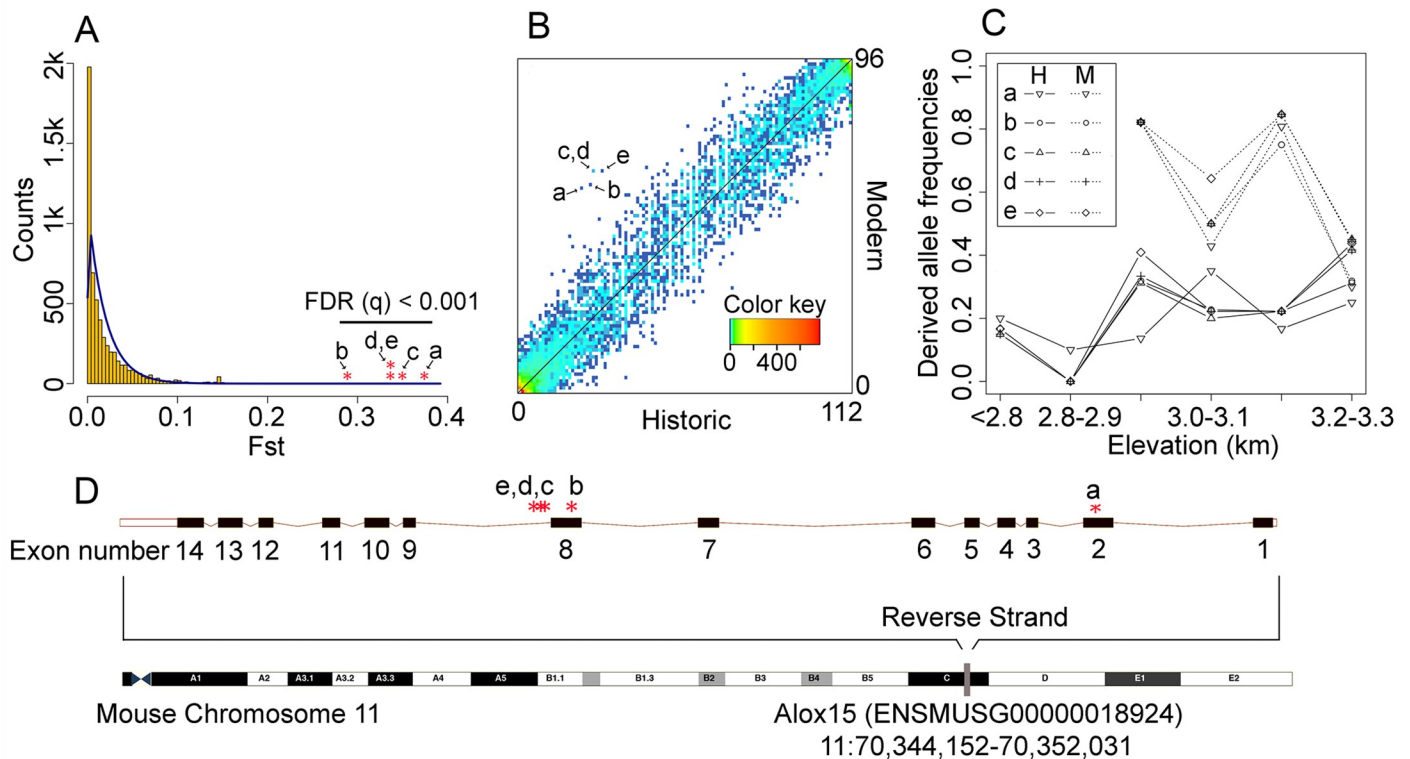 A
2k
1.5k
1k
500
0
Counts
0.0 0.1 0.2 0.3 0.4
Fst
FDR (q) < 0.001
d,e
b c a
* * * * *
B
96
c,d e
a b
Modern
Color key
0 400
0
0 Historic 112
C
1.0
0.8
0.6
0.4
0.2
0.0
Derived allele frequencies
H M
a
b
c
d
e
<2.8 2.8-2.9 3.0-3.1 3.2-3.3
Elevation (km)
D
e,d,c b a
* * * * *
Exon number 14 13 12 11 10 9 8 7 6 5 4 3 2 1
Reverse Strand
A1 A2 A3.1 A3.2 A3.3 A4 A5 B1.1 B1.3 B2 B3 B4 B5 C D E1 E2
Mouse Chromosome 11
Alox15 (ENSMUSG00000018924)
11:70,344,152-70,352,031